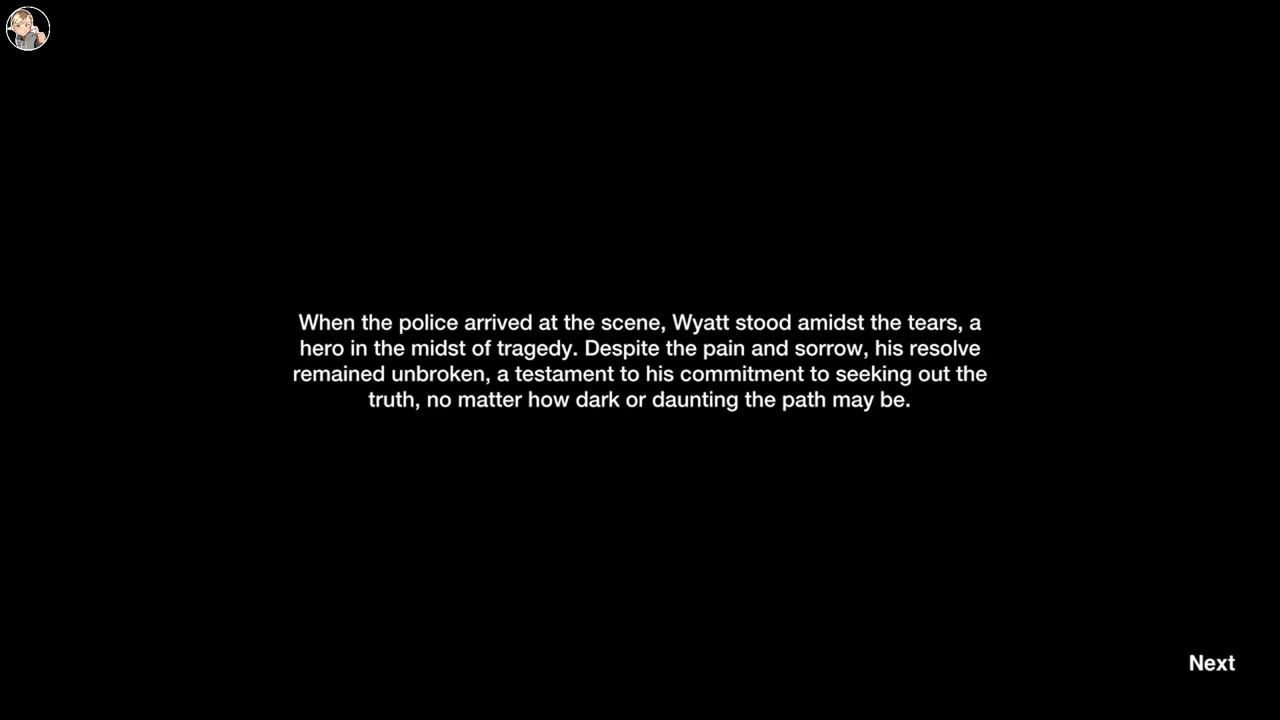 When the police arrived at the scene, Wyatt stood amidst the tears, a
hero in the midst of tragedy. Despite the pain and sorrow, his resolve
remained unbroken, a testament to his commitment to seeking out the
truth, no matter how dark or daunting the path may be.
Next